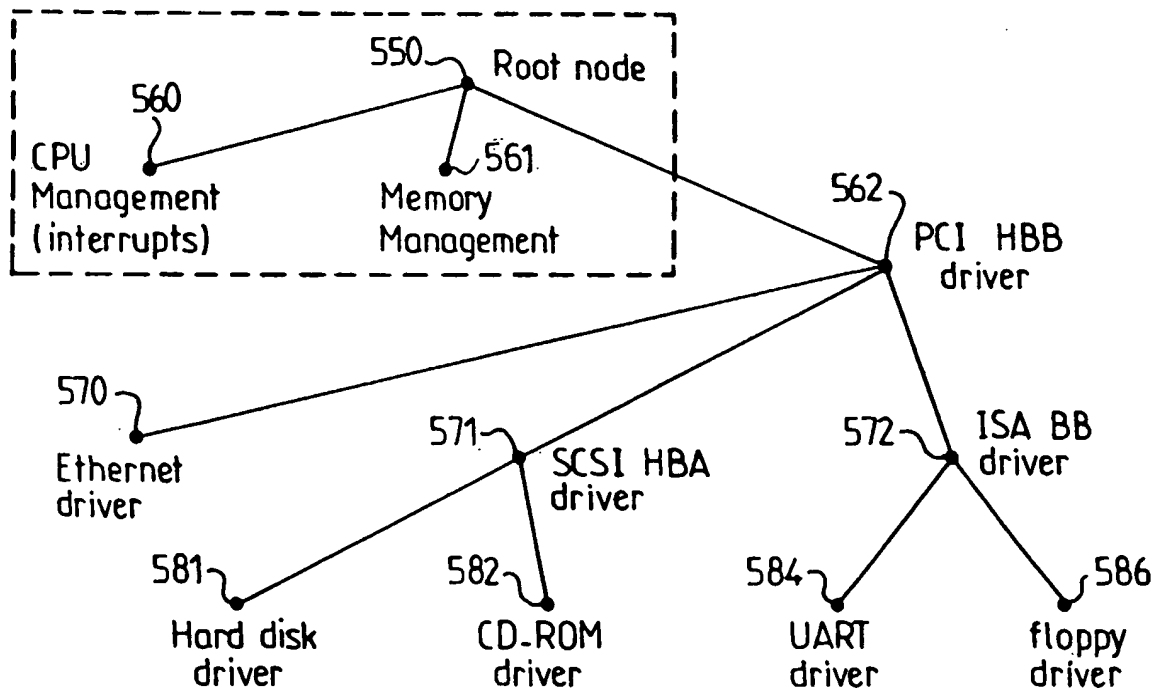 550
Root node
560
CPU
Management
(interrupts)
561
Memory
Management
562
PCI HBB
driver
570
Ethernet
driver
571
SCSI HBA
driver
572
ISA BB
driver
581
Hard disk
driver
582
CD-ROM
driver
584
UART
driver
586
floppy
driver